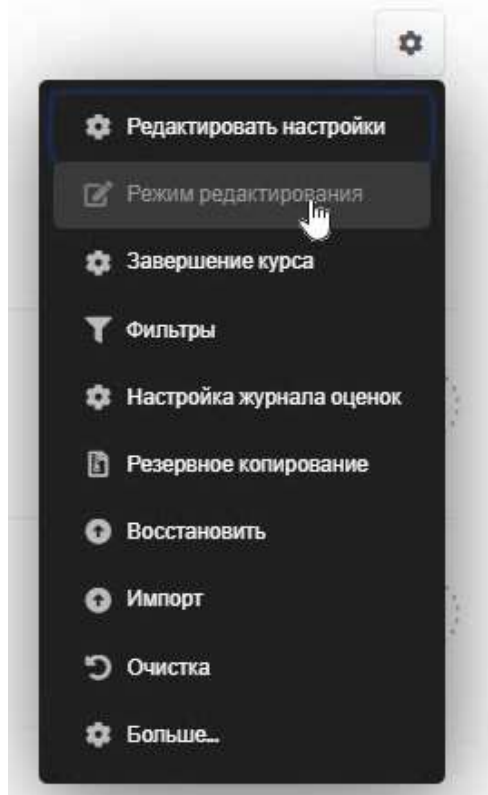 Редактировать настройки
Режим редактирования
Завершение курса
Фильтры
Настройка журнала оценок
Резервное копирование
Восстановить
Импорт
Очистка
Больше...